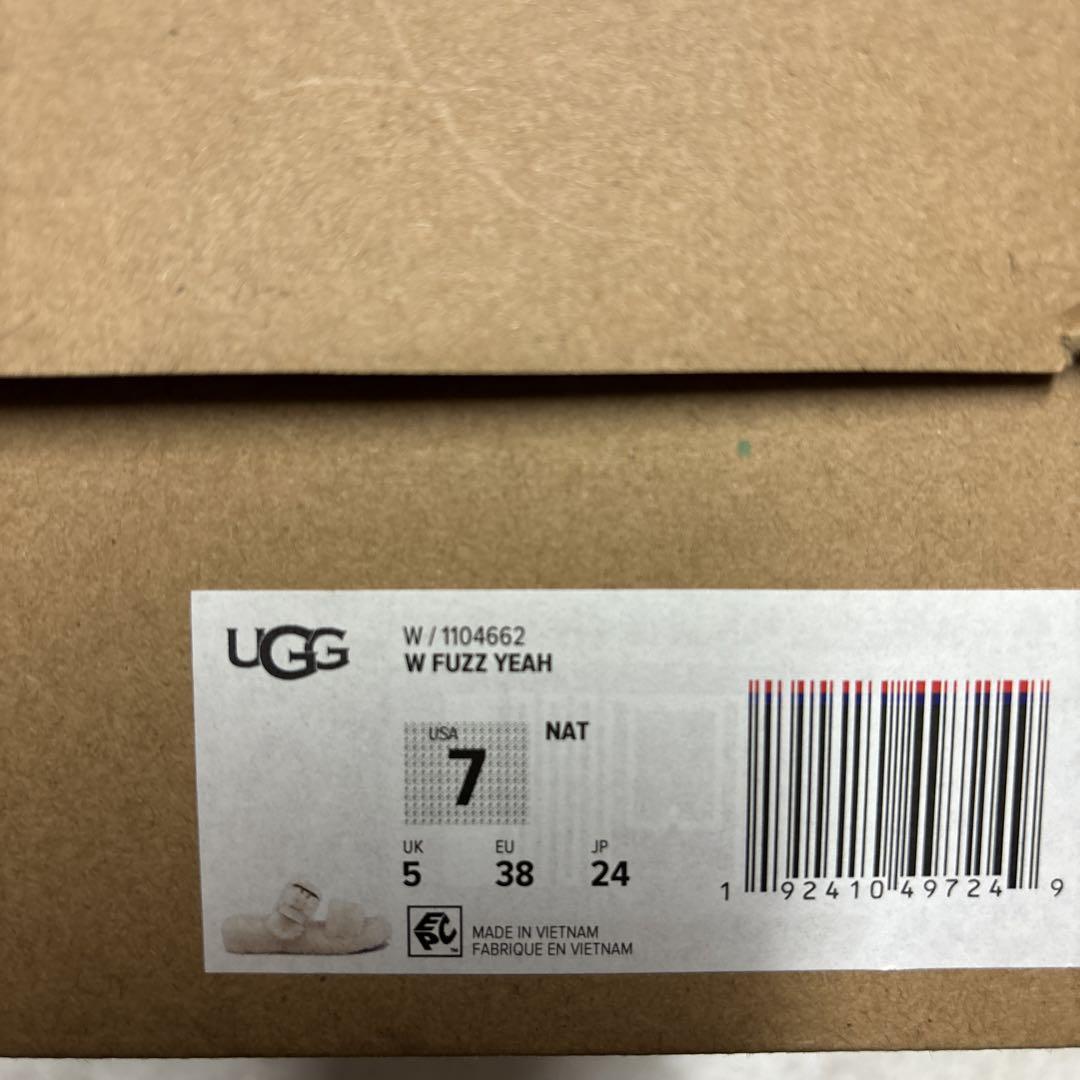 UGG
W / 1104662
W FUZZ YEAH
USA
7
NAT
UK
5
EU
38
JP
24
EPC™
MADE IN VIETNAM
FABRIQUE EN VIETNAM
1 92410 49724 9